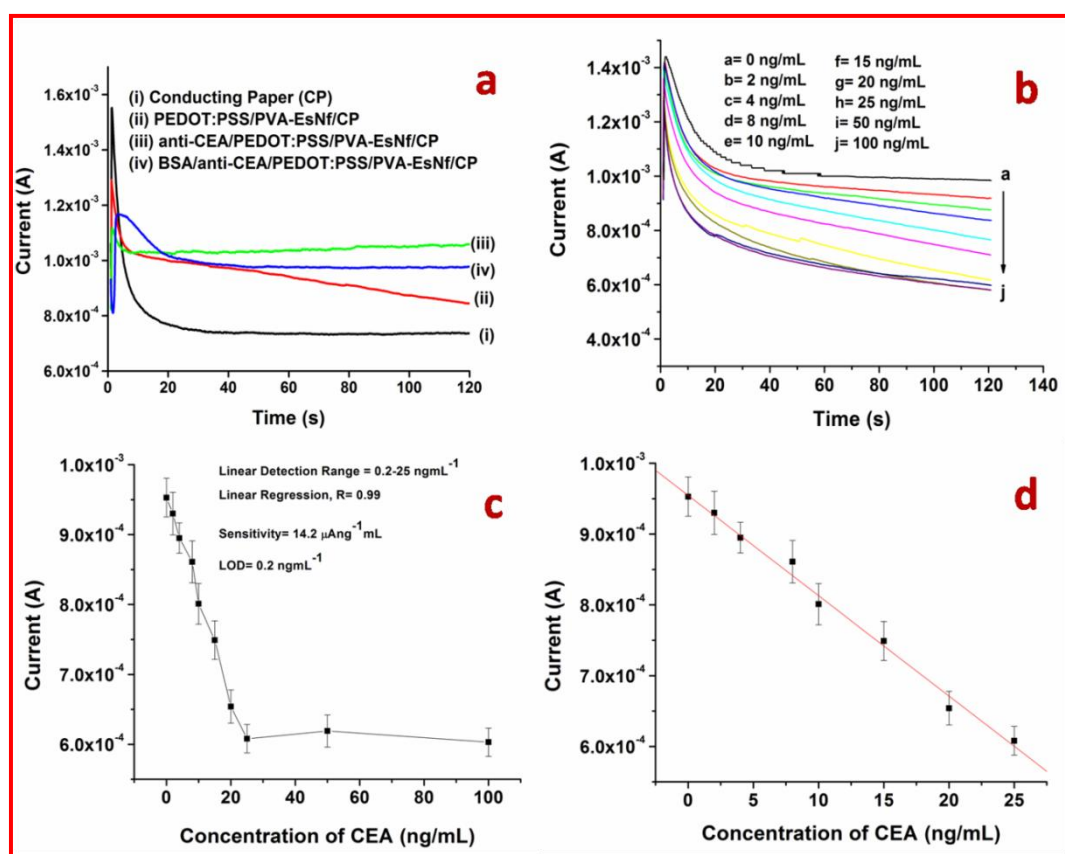 a
(i) Conducting Paper (CP)
(ii) PEDOT:PSS/PVA-EsNf/CP
(iii) anti-CEA/PEDOT:PSS/PVA-EsNf/CP
(iv) BSA/anti-CEA/PEDOT:PSS/PVA-EsNf/CP
Current (A)
1.6x10⁻³
1.4x10⁻³
1.2x10⁻³
1.0x10⁻³
8.0x10⁻⁴
6.0x10⁻⁴
(iii)
(iv)
(ii)
(i)
0 20 40 60 80 100 120
Time (s)
b
a= 0 ng/mL f= 15 ng/mL
b= 2 ng/mL g= 20 ng/mL
c= 4 ng/mL h= 25 ng/mL
d= 8 ng/mL i= 50 ng/mL
e= 10 ng/mL j= 100 ng/mL
Current (A)
1.4x10⁻³
1.2x10⁻³
1.0x10⁻³
8.0x10⁻⁴
6.0x10⁻⁴
4.0x10⁻⁴
a
j
0 20 40 60 80 100 120 140
Time (s)
c
Linear Detection Range = 0.2-25 ngmL⁻¹
Linear Regression, R= 0.99
Sensitivity= 14.2 μAng⁻¹mL
LOD= 0.2 ngmL⁻¹
Current (A)
1.0x10⁻³
9.0x10⁻⁴
8.0x10⁻⁴
7.0x10⁻⁴
6.0x10⁻⁴
0 20 40 60 80 100
Concentration of CEA (ng/mL)
d
Current (A)
1.0x10⁻³
9.0x10⁻⁴
8.0x10⁻⁴
7.0x10⁻⁴
6.0x10⁻⁴
0 5 10 15 20 25
Concentration of CEA (ng/mL)